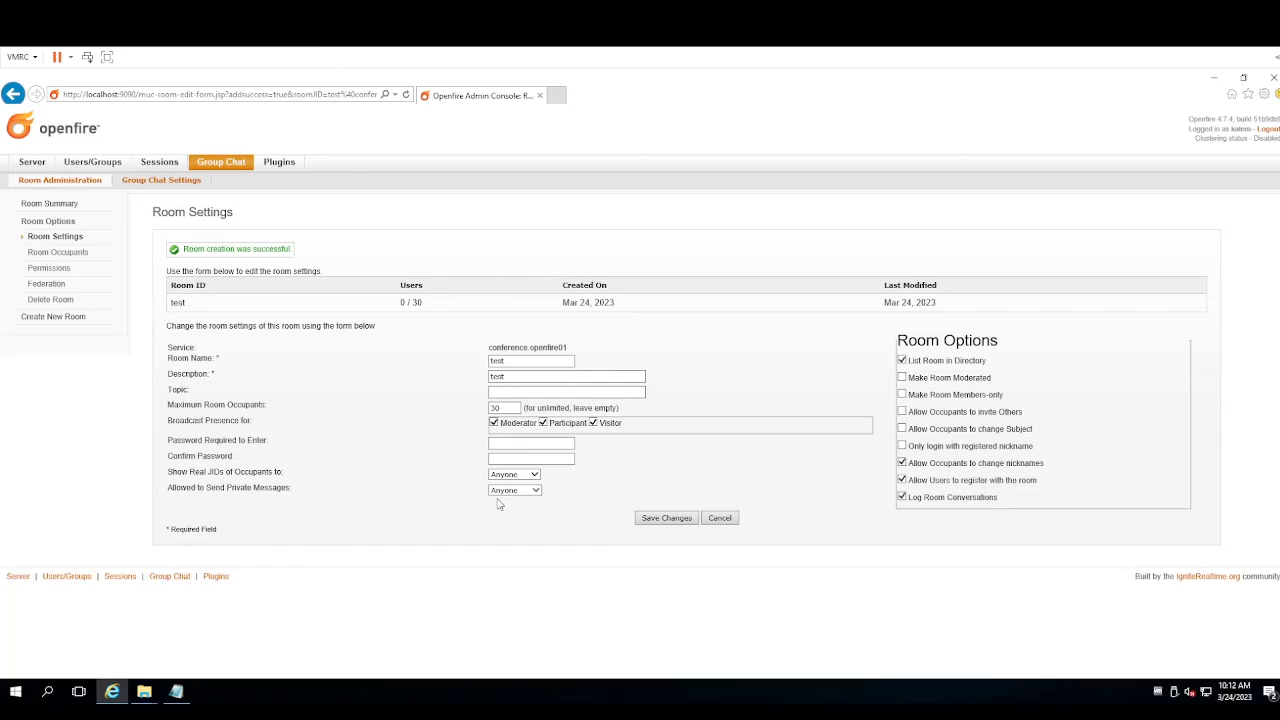 VMRC
http://localhost:9090/muc-room-edit-form.jsp?addsuccess=true&roomJID=test%40confer
Openfire Admin Console: R...
openfire™
Openfire 4.7.4, build 51b9db9
Logged in as kalem - Logout
Clustering status - Disabled
Server Users/Groups Sessions Group Chat Plugins
Room Administration Group Chat Settings
Room Summary
Room Options
Room Settings
Room Occupants
Permissions
Federation
Delete Room
Create New Room
Room Settings
Room creation was successful
Use the form below to edit the room settings.
Room ID Users Created On Last Modified
test 0 / 30 Mar 24, 2023 Mar 24, 2023
Change the room settings of this room using the form below
Service: conference.openfire01
Room Name: * test
Description: * test
Topic:
Maximum Room Occupants: 30 (for unlimited, leave empty)
Broadcast Presence for: Moderator Participant Visitor
Password Required to Enter:
Confirm Password:
Show Real JIDs of Occupants to: Anyone
Allowed to Send Private Messages: Anyone
Room Options
List Room in Directory
Make Room Moderated
Make Room Members-only
Allow Occupants to invite Others
Allow Occupants to change Subject
Only login with registered nickname
Allow Occupants to change nicknames
Allow Users to register with the room
Log Room Conversations
Save Changes Cancel
* Required Field
Server | Users/Groups | Sessions | Group Chat | Plugins
Built by the IgniteRealtime.org community
10:12 AM
3/24/2023
2